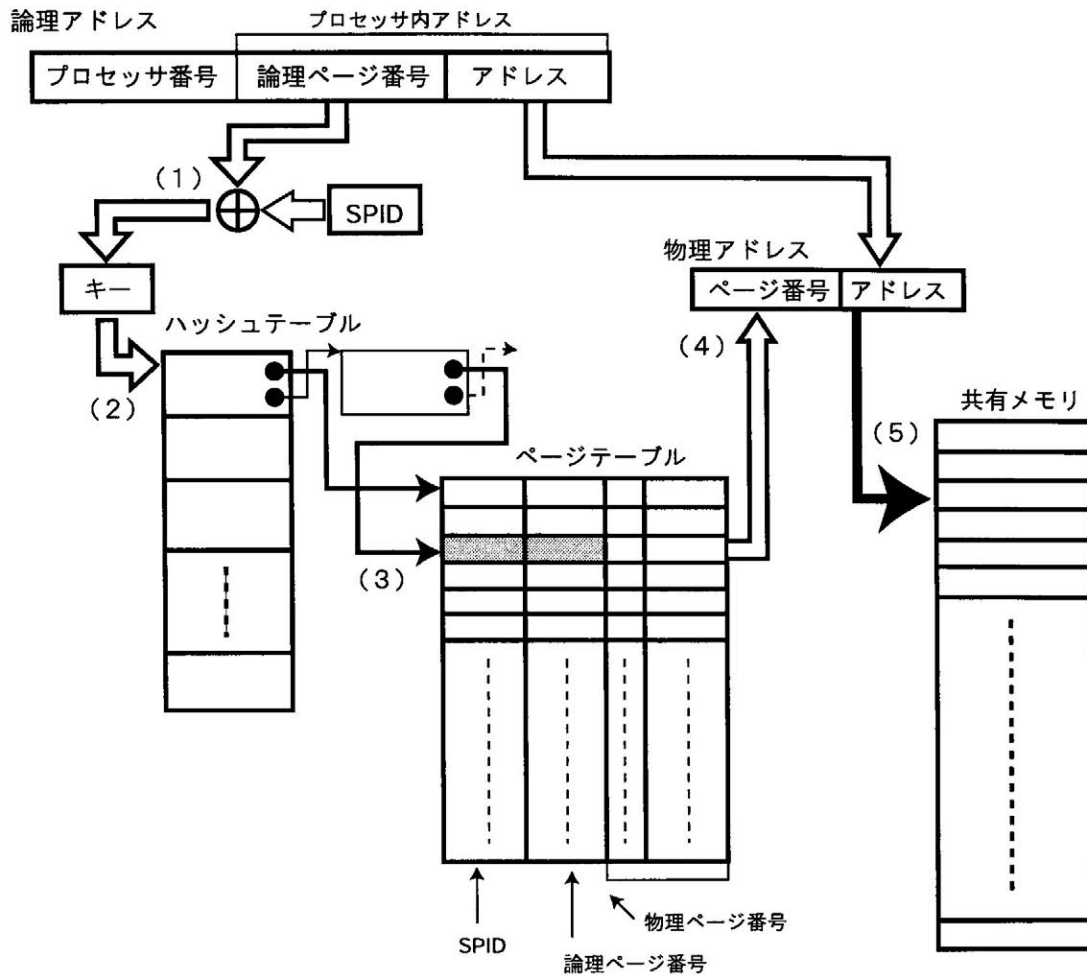 論理アドレス
プロセッサ内アドレス
プロセッサ番号
論理ページ番号
アドレス
(1)
SPID
キー
物理アドレス
ページ番号
アドレス
ハッシュテーブル
(2)
(4)
(5)
共有メモリ
ページテーブル
(3)
物理ページ番号
SPID
論理ページ番号